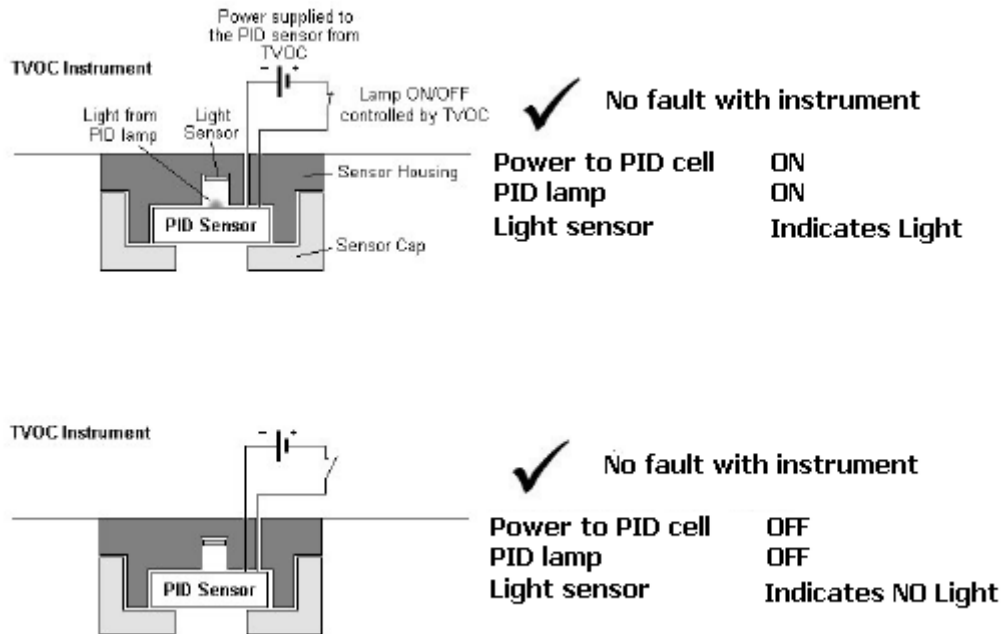 Power supplied to
the PID sensor from
TVOC
TVOC Instrument
- +
Lamp ON/OFF
controlled by TVOC
Light from
PID lamp
Light
Sensor
Sensor Housing
PID Sensor
Sensor Cap
No fault with instrument
Power to PID cell ON
PID lamp ON
Light sensor Indicates Light
TVOC Instrument
- +
PID Sensor
No fault with instrument
Power to PID cell OFF
PID lamp OFF
Light sensor Indicates NO Light